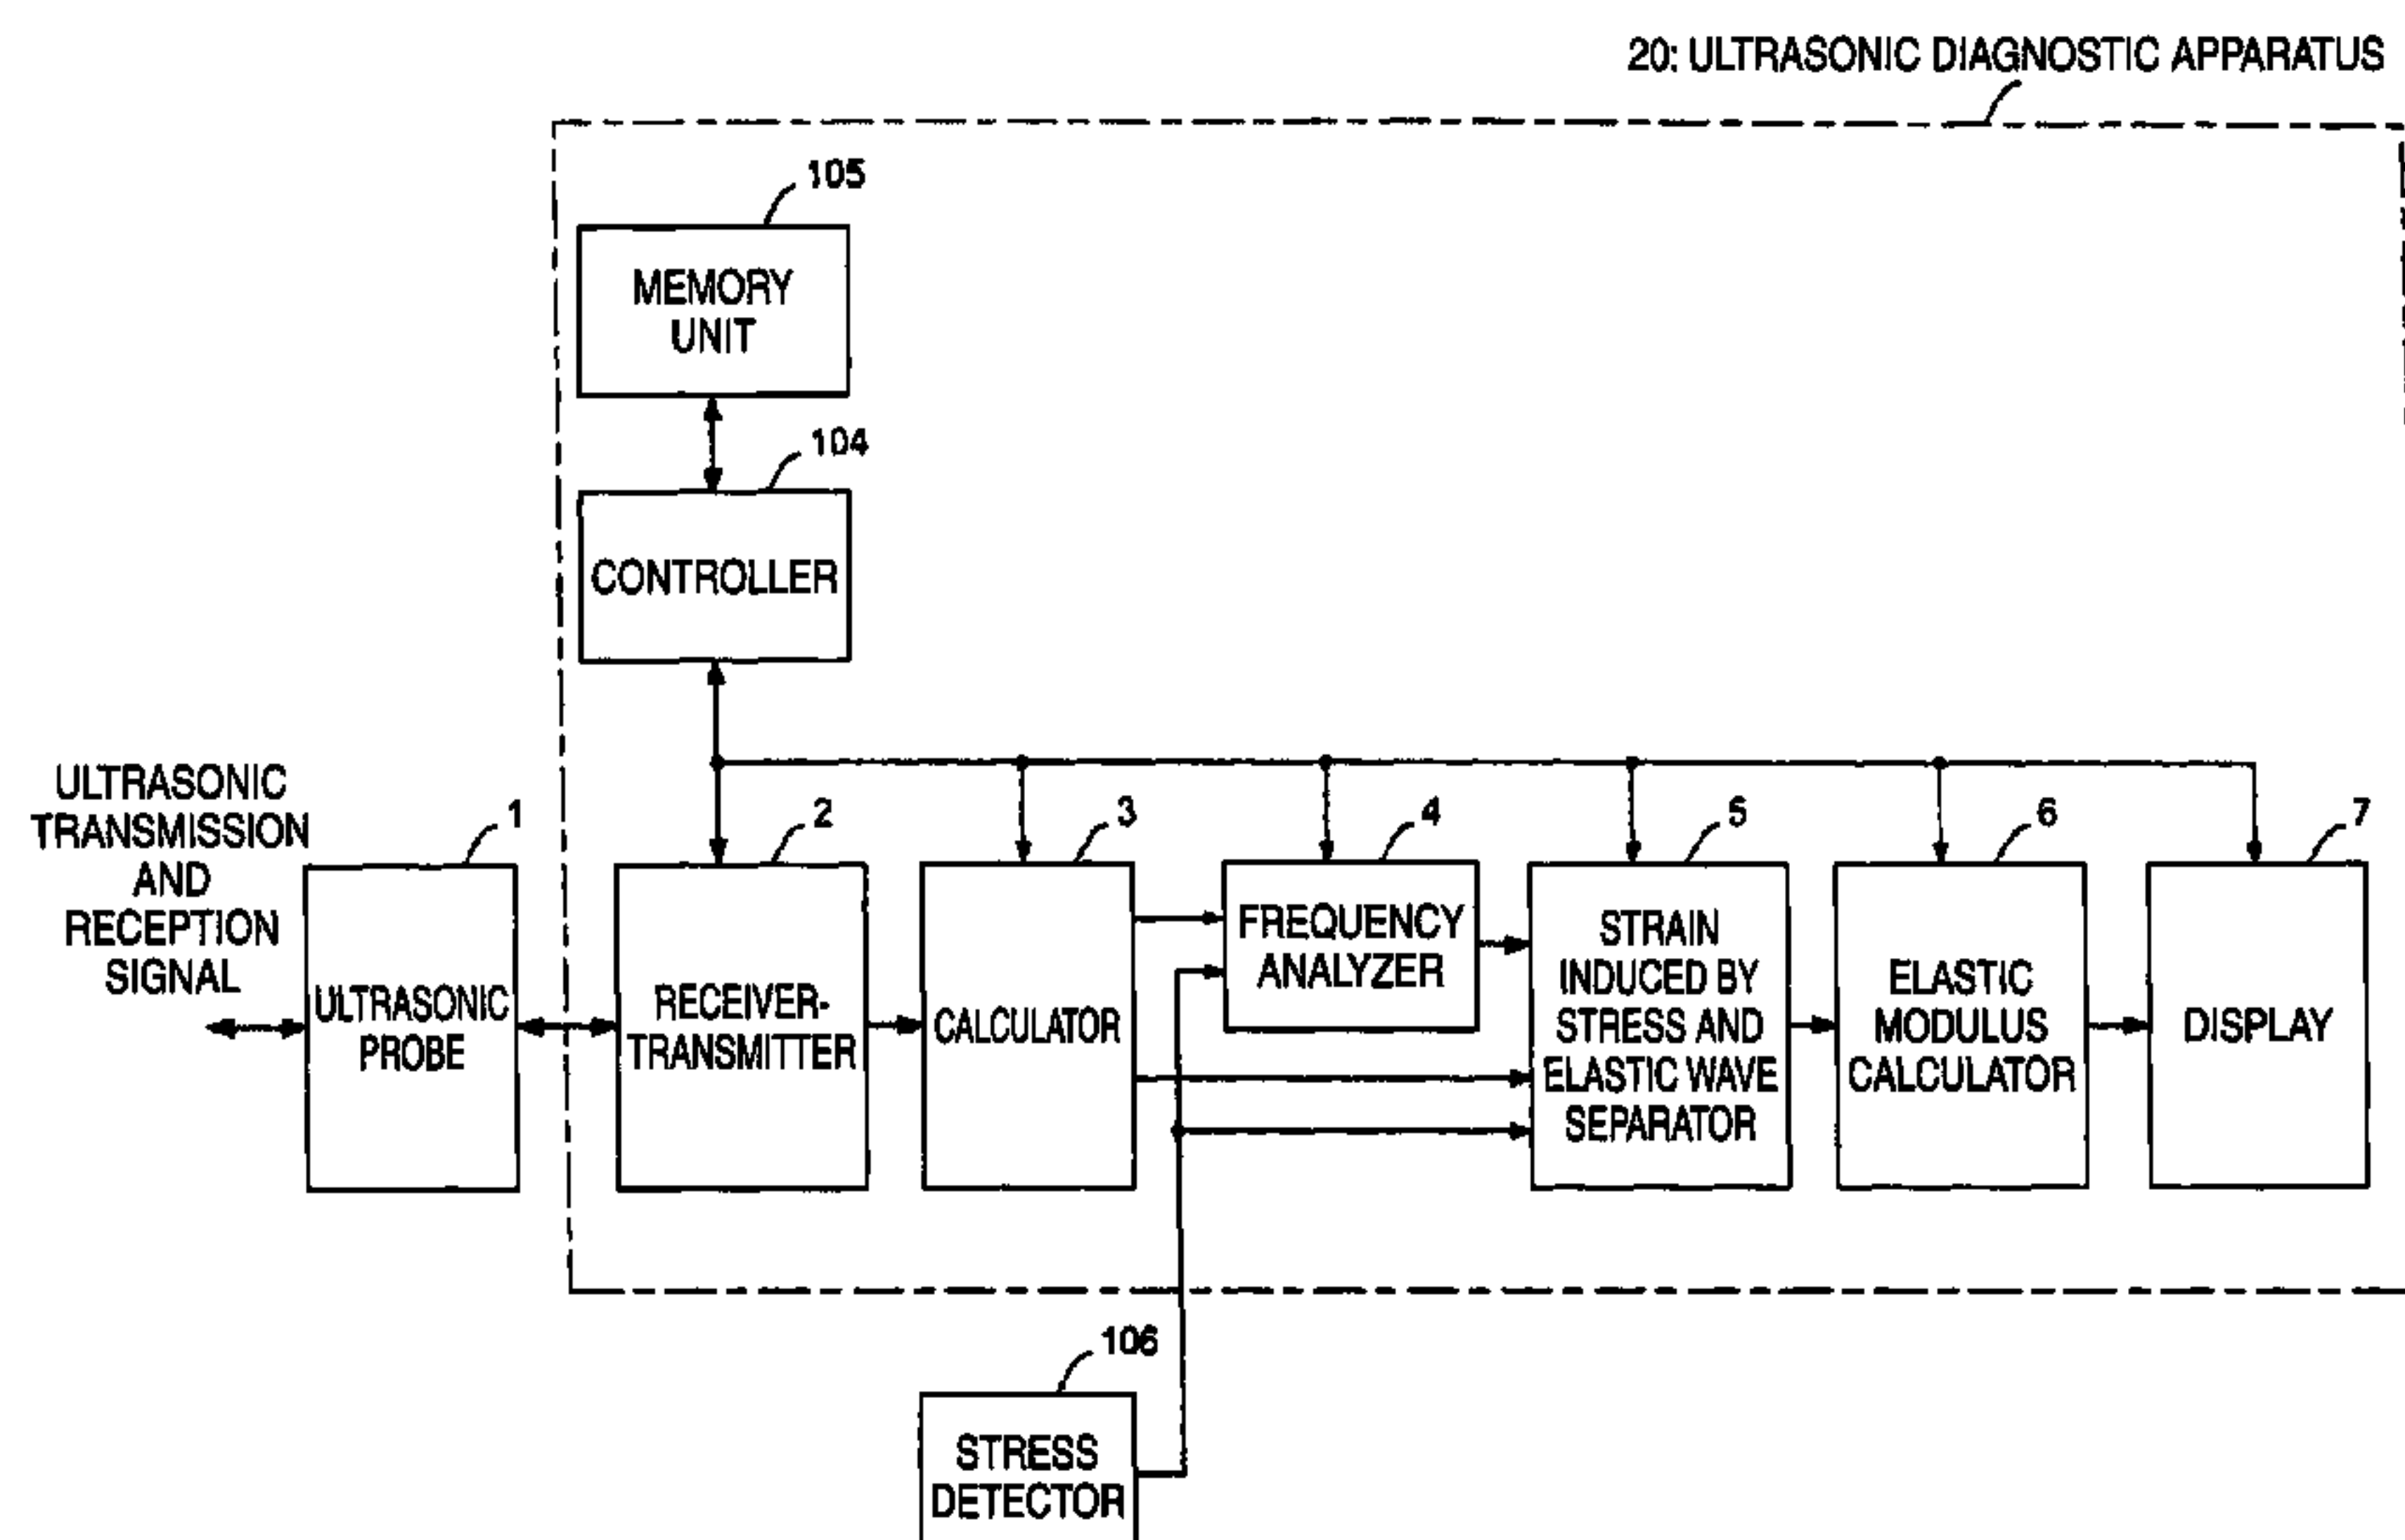 20: ULTRASONIC DIAGNOSTIC APPARATUS
105
MEMORY
UNIT
104
CONTROLLER
ULTRASONIC
TRANSMISSION
AND
RECEPTION
SIGNAL
1
ULTRASONIC
PROBE
2
RECEIVER-
TRANSMITTER
3
CALCULATOR
4
FREQUENCY
ANALYZER
5
STRAIN
INDUCED BY
STRESS AND
ELASTIC WAVE
SEPARATOR
6
ELASTIC
MODULUS
CALCULATOR
7
DISPLAY
106
STRESS
DETECTOR